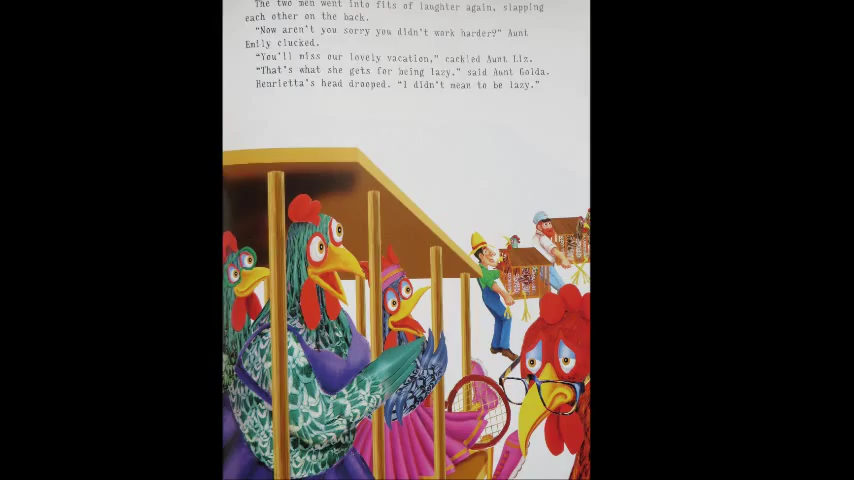 The two men went into fits of laughter again, slapping
each other on the back.
"Now aren't you sorry you didn't work harder?" Aunt
Emily clucked.
"You'll miss our lovely vacation," cackled Aunt Liz.
"That's what she gets for being lazy," said Aunt Golda.
Henrietta's head drooped. "I didn't mean to be lazy."